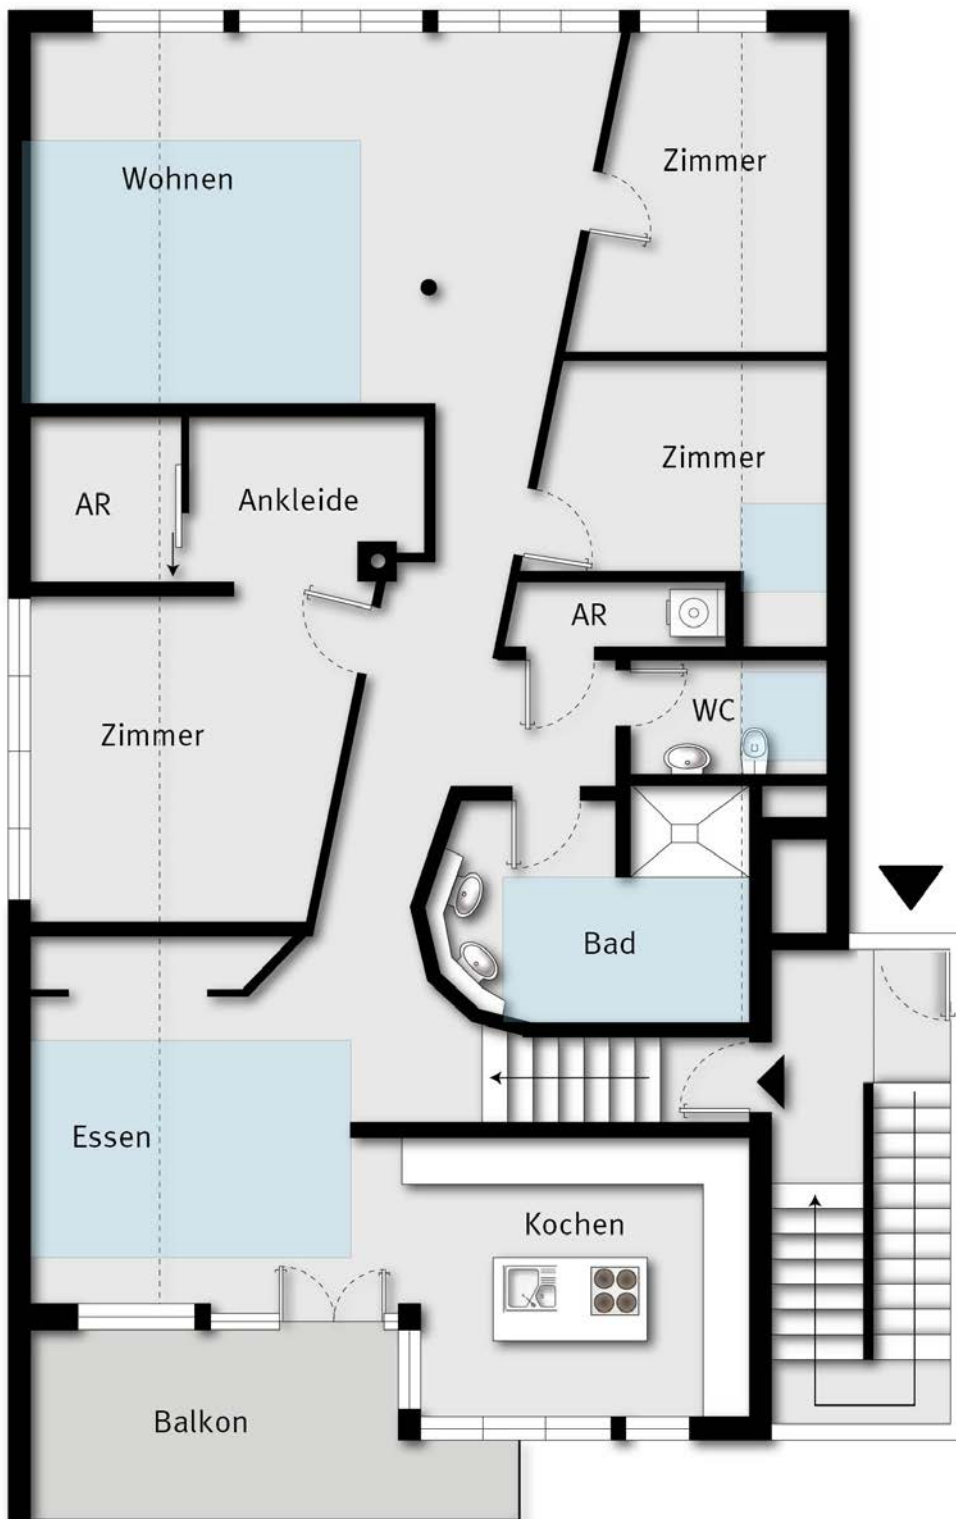 Zimmer
Wohnen
Zimmer
AR
Ankleide
AR
WC
Zimmer
Bad
Essen
Kochen
Balkon